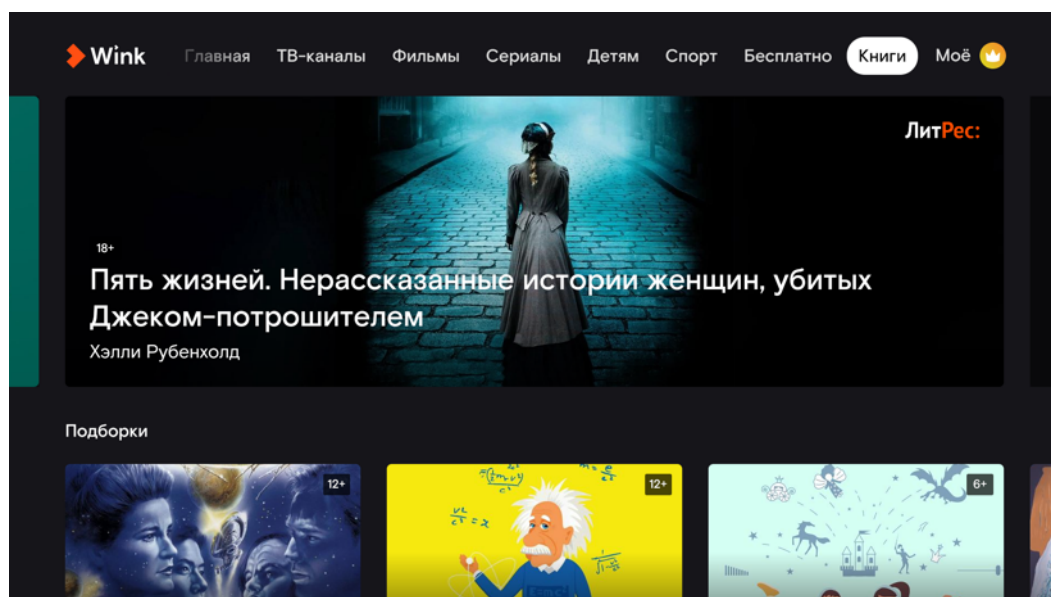 Wink Главная ТВ-каналы Фильмы Сериалы Детям Спорт Бесплатно Книги Моё
ЛитРес:
18+
Пять жизней. Нерассказанные истории женщин, убитых
Джеком-потрошителем
Хэлли Рубенхолд
Подборки
12+ 12+ 6+